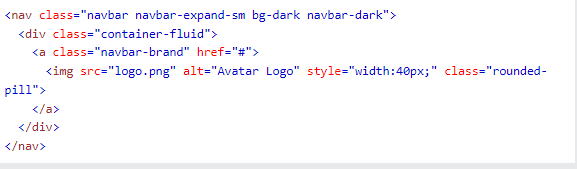 <nav class="navbar navbar-expand-sm bg-dark navbar-dark">
  <div class="container-fluid">
    <a class="navbar-brand" href="#">
      <img src="logo.png" alt="Avatar Logo" style="width:40px;" class="rounded-
pill">
    </a>
  </div>
</nav>